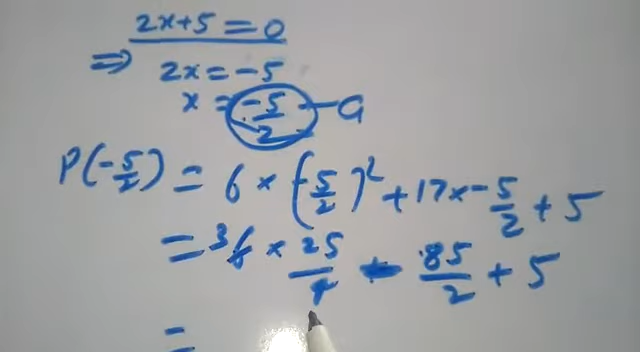 2x+5=0
⇒ 2x=-5
x=-5/2 — a
P(-5/2) = 6×(-5/2)² + 17×-5/2 + 5
= 3 6 × 25/4 - 85/2 + 5
=